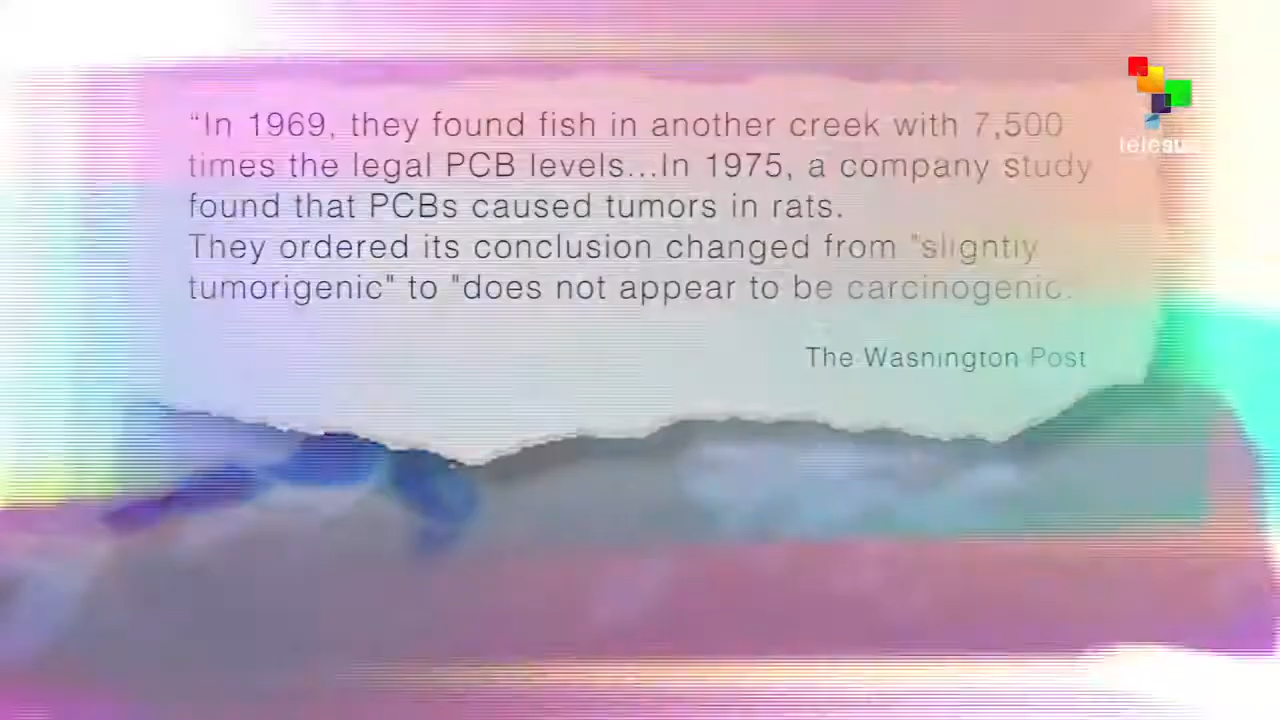 “In 1969, they found fish in another creek with 7,500
times the legal PCB levels...In 1975, a company study
found that PCBs caused tumors in rats.
They ordered its conclusion changed from "slightly
tumorigenic" to "does not appear to be carcinogenic.
The Washington Post
telesu